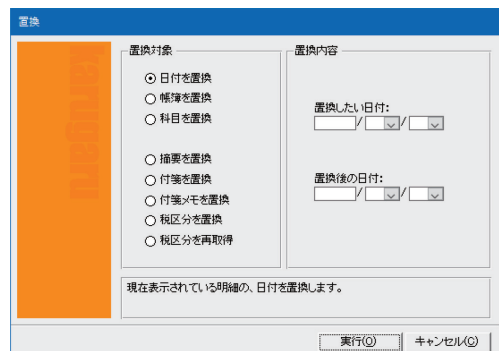 置換
karugaru
置換対象
日付を置換
帳簿を置換
科目を置換
摘要を置換
付箋を置換
付箋メモを置換
税区分を置換
税区分を再取得
置換内容
置換したい日付:
/ /
置換後の日付:
/ /
現在表示されている明細の、日付を置換します。
実行(O) キャンセル(C)